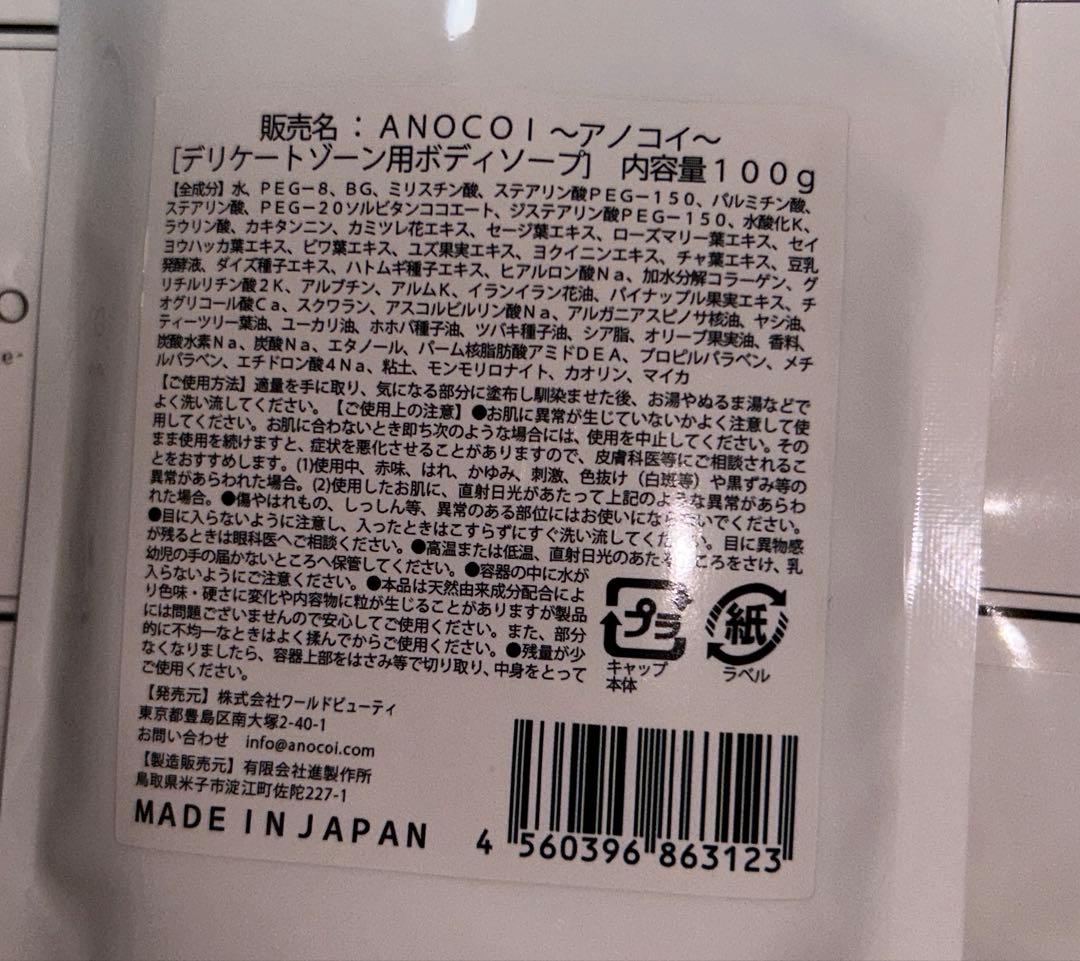 販売名：ANOCOI～アノコイ～
[デリケートゾーン用ボディソープ] 内容量100g
【全成分】水、PEG－8、BG、ミリスチン酸、ステアリン酸PEG－150、パルミチン酸、
ステアリン酸、PEG－20ソルビタンココエート、ジステアリン酸PEG－150、水酸化K、
ラウリン酸、カキタンニン、カミツレ花エキス、セージ葉エキス、ローズマリー葉エキス、セイ
ヨウハッカ葉エキス、ビワ葉エキス、ユズ果実エキス、ヨクイニンエキス、チャ葉エキス、豆乳
発酵液、ダイズ種子エキス、ハトムギ種子エキス、ヒアルロン酸Na、加水分解コラーゲン、グ
リチルリチン酸2K、アルブチン、アルムK、イランイラン花油、パイナップル果実エキス、チ
オグリコール酸Ca、スクワラン、アスコルビルリン酸Na、アルガニアスピノサ核油、ヤシ油、
ティーツリー葉油、ユーカリ油、ホホバ種子油、ツバキ種子油、シア脂、オリーブ果実油、香料、
炭酸水素Na、炭酸Na、エタノール、パーム核脂肪酸アミドDEA、プロピルパラベン、メチ
ルパラベン、エチドロン酸4Na、粘土、モンモリロナイト、カオリン、マイカ
【ご使用方法】適量を手に取り、気になる部分に塗布し馴染ませた後、お湯やぬるま湯などで
よく洗い流してください。【ご使用上の注意】●お肌に異常が生じていないかよく注意して使
用してください。お肌に合わないとき即ち次のような場合には、使用を中止してください。その
まま使用を続けますと、症状を悪化させることがありますので、皮膚科医等にご相談されるこ
とをおすすめします。(1)使用中、赤味、はれ、かゆみ、刺激、色抜け（白斑等）や黒ずみ等の
異常があらわれた場合。(2)使用したお肌に、直射日光があたって上記のような異常があらわ
れた場合。●傷やはれもの、しっしん等、異常のある部位にはお使いにならないでください。
●目に入らないように注意し、入ったときはこすらずにすぐ洗い流してください。目に異物感
が残るときは眼科医へご相談ください。●高温または低温、直射日光のあたるところをさけ、乳
幼児の手の届かないところへ保管してください。●容器の中に水が
入らないようにご注意ください。●本品は天然由来成分配合によ
り色味・硬さに変化や内容物に粒が生じることがありますが製品
には問題ございませんので安心してご使用ください。また、部分
的に不均一なときはよく揉んでからご使用ください。●残量が少
なくなりましたら、容器上部をはさみ等で切り取り、中身をとって
ご使用ください。
プラ
キャップ
本体
紙
ラベル
【発売元】株式会社ワールドビューティ
東京都豊島区南大塚2-40-1
お問い合わせ info@anocoi.com
【製造販売元】有限会社進製作所
鳥取県米子市淀江町佐陀227-1
MADE IN JAPAN
4 560396 863123